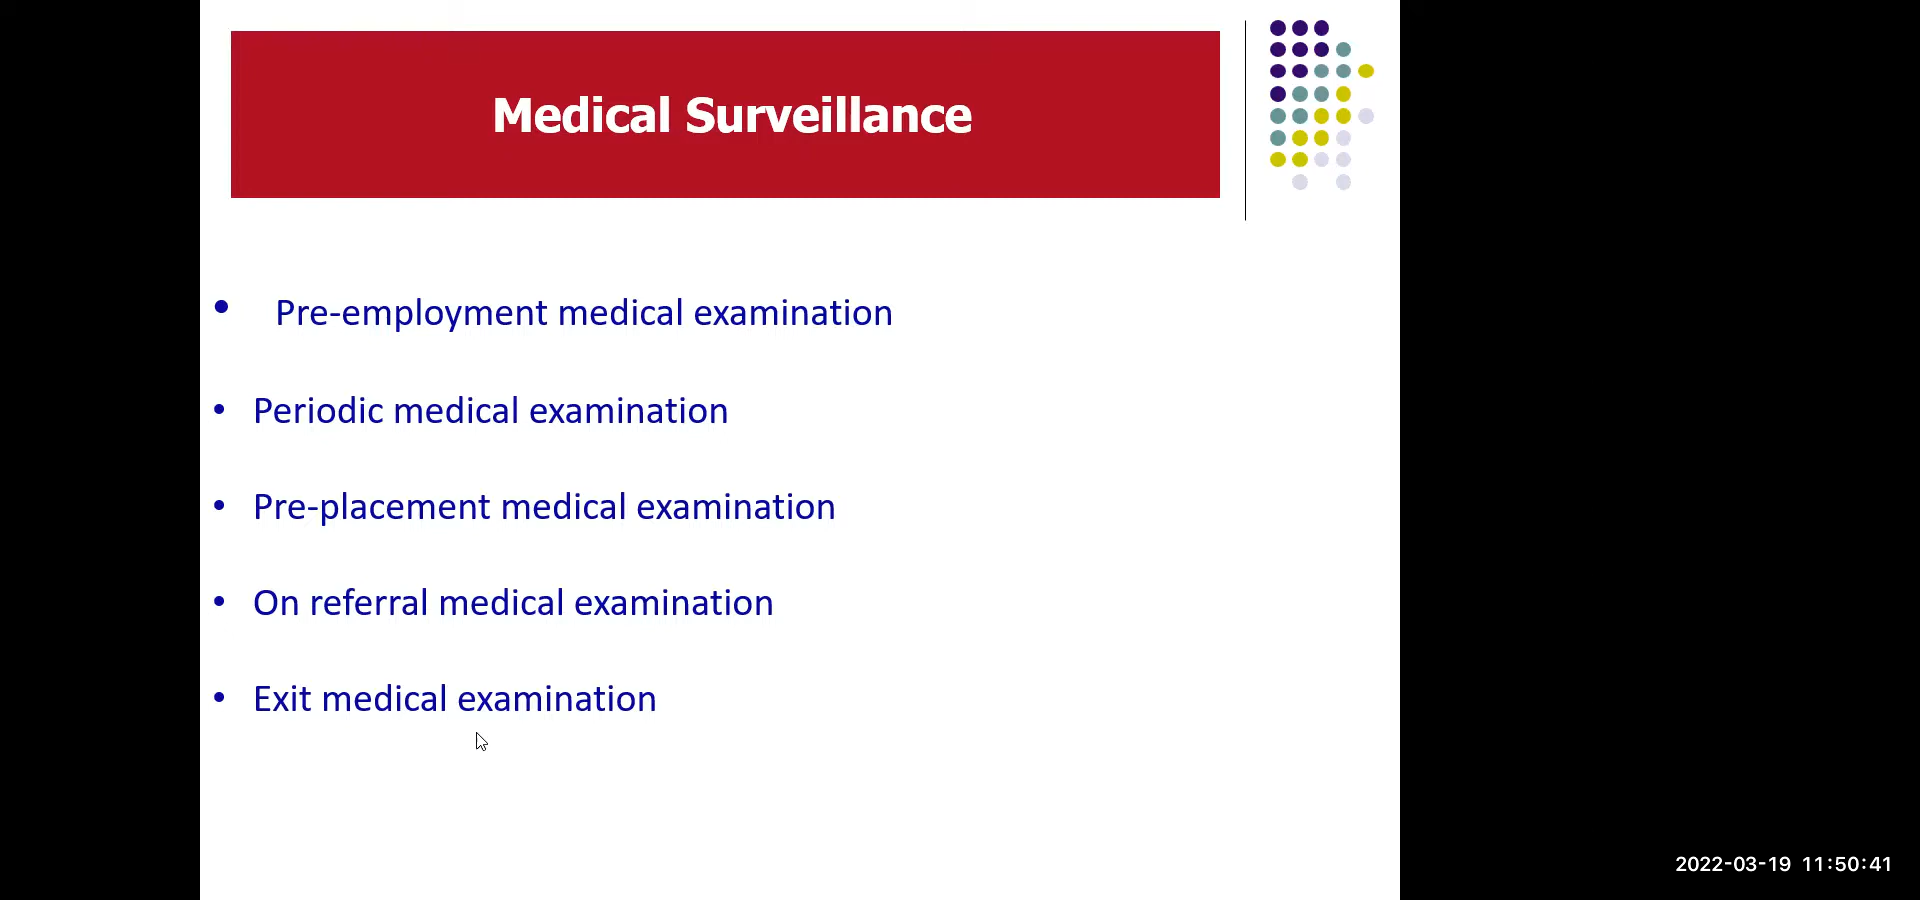 Medical Surveillance
• Pre-employment medical examination
• Periodic medical examination
• Pre-placement medical examination
• On referral medical examination
• Exit medical examination
2022-03-19 11:50:41